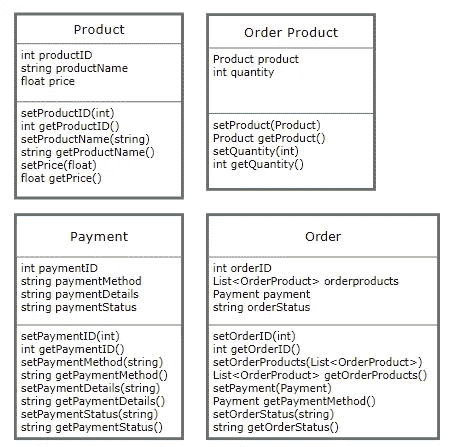 Product
int productID
string productName
float price
setProductID(int)
int getProductID()
setProductName(string)
string getProductName()
setPrice(float)
float getPrice()
Order Product
Product product
int quantity
setProduct(Product)
Product getProduct()
setQuantity(int)
int getQuantity()
Payment
int paymentID
string paymentMethod
string paymentDetails
string paymentStatus
setPaymentID(int)
int getPaymentID()
setPaymentMethod(string)
string getPaymentMethod()
setPaymentDetails(string)
string getPaymentDetails()
setPaymentStatus(string)
string getPaymentStatus()
Order
int orderID
List<OrderProduct> orderproducts
Payment payment
string orderStatus
setOrderID(int)
int getOrderID()
setOrderProducts(List<OrderProduct>)
List<OrderProduct> getOrderProducts()
setPayment(Payment)
Payment getPaymentMethod()
setOrderStatus(string)
string getOrderStatus()